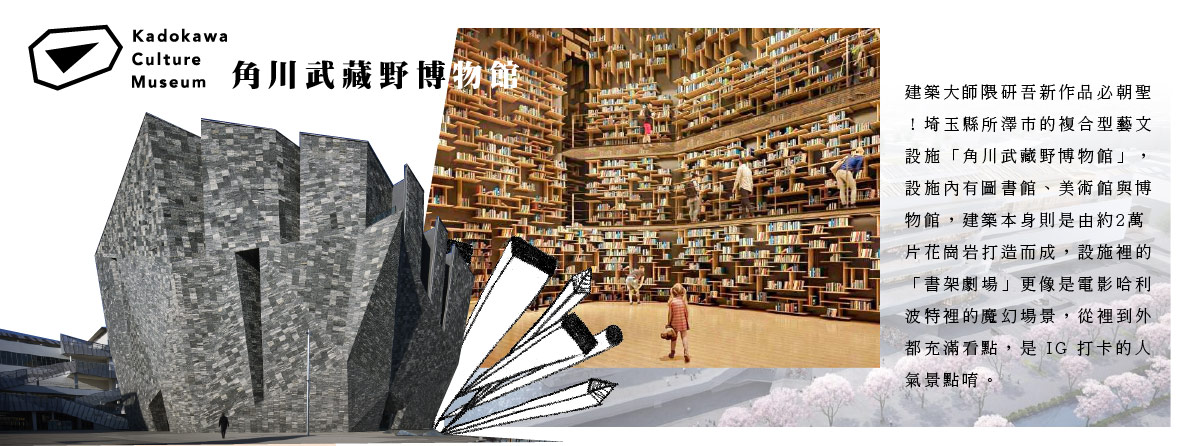 Kadokawa
Culture
Museum
角川武藏野博物館
建築大師隈研吾新作品必朝聖
！埼玉縣所澤市的複合型藝文
設施「角川武藏野博物館」，
設施內有圖書館、美術館與博
物館，建築本身則是由約2萬
片花崗岩打造而成，設施裡的
「書架劇場」更像是電影哈利
波特裡的魔幻場景，從裡到外
都充滿看點，是 IG 打卡的人
氣景點唷。